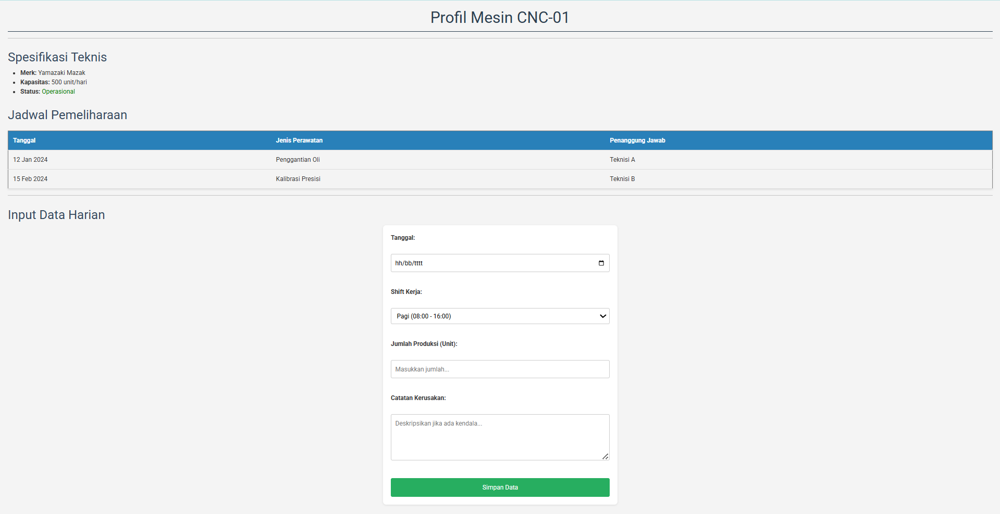 Profil Mesin CNC-01
Spesifikasi Teknis
Merk: Yamazaki Mazak
Kapasitas: 500 unit/hari
Status: Operasional
Jadwal Pemeliharaan
Tanggal Jenis Perawatan Penanggung Jawab
12 Jan 2024 Penggantian Oli Teknisi A
15 Feb 2024 Kalibrasi Presisi Teknisi B
Input Data Harian
Tanggal:
hh/bb/tttt
Shift Kerja:
Pagi (08:00 - 16:00)
Jumlah Produksi (Unit):
Masukkan jumlah...
Catatan Kerusakan:
Deskripsikan jika ada kendala...
Simpan Data